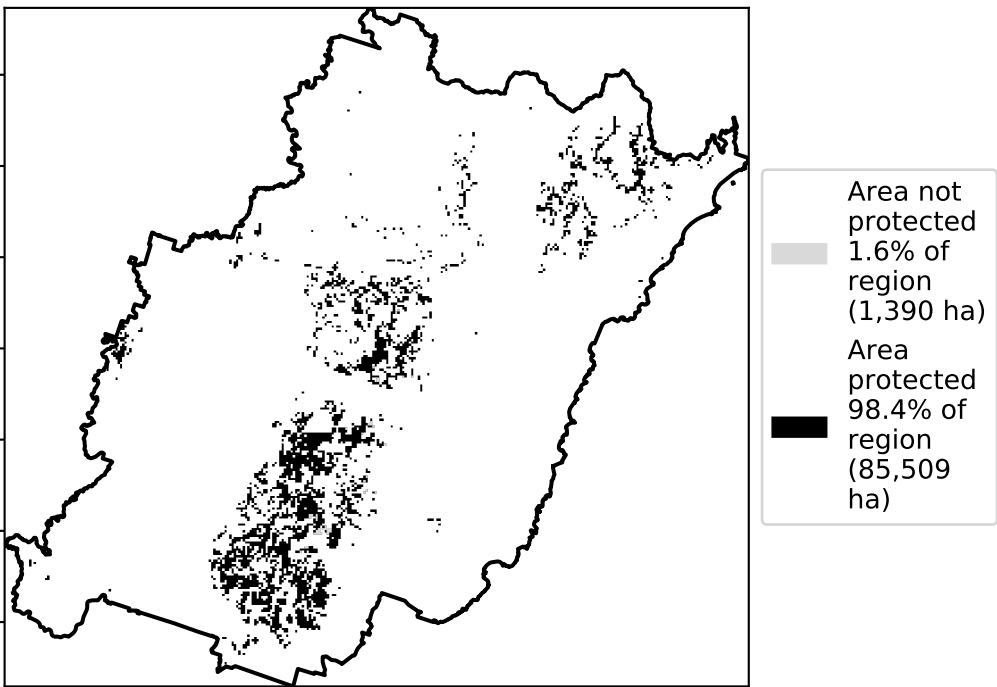 Area not
protected
1.6% of
region
(1,390 ha)
Area
protected
98.4% of
region
(85,509
ha)